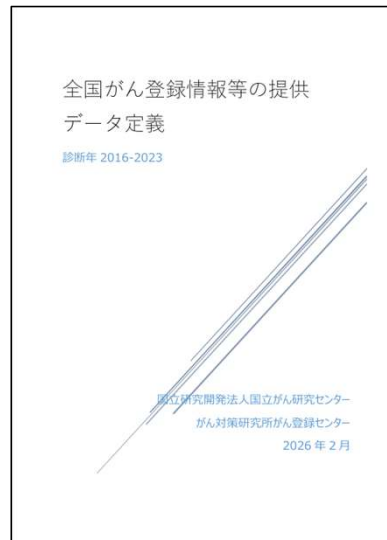 全国がん登録情報等の提供
データ定義
診断年 2016-2023
国立研究開発法人国立がん研究センター
がん対策研究所がん登録センター
2026 年 2 月